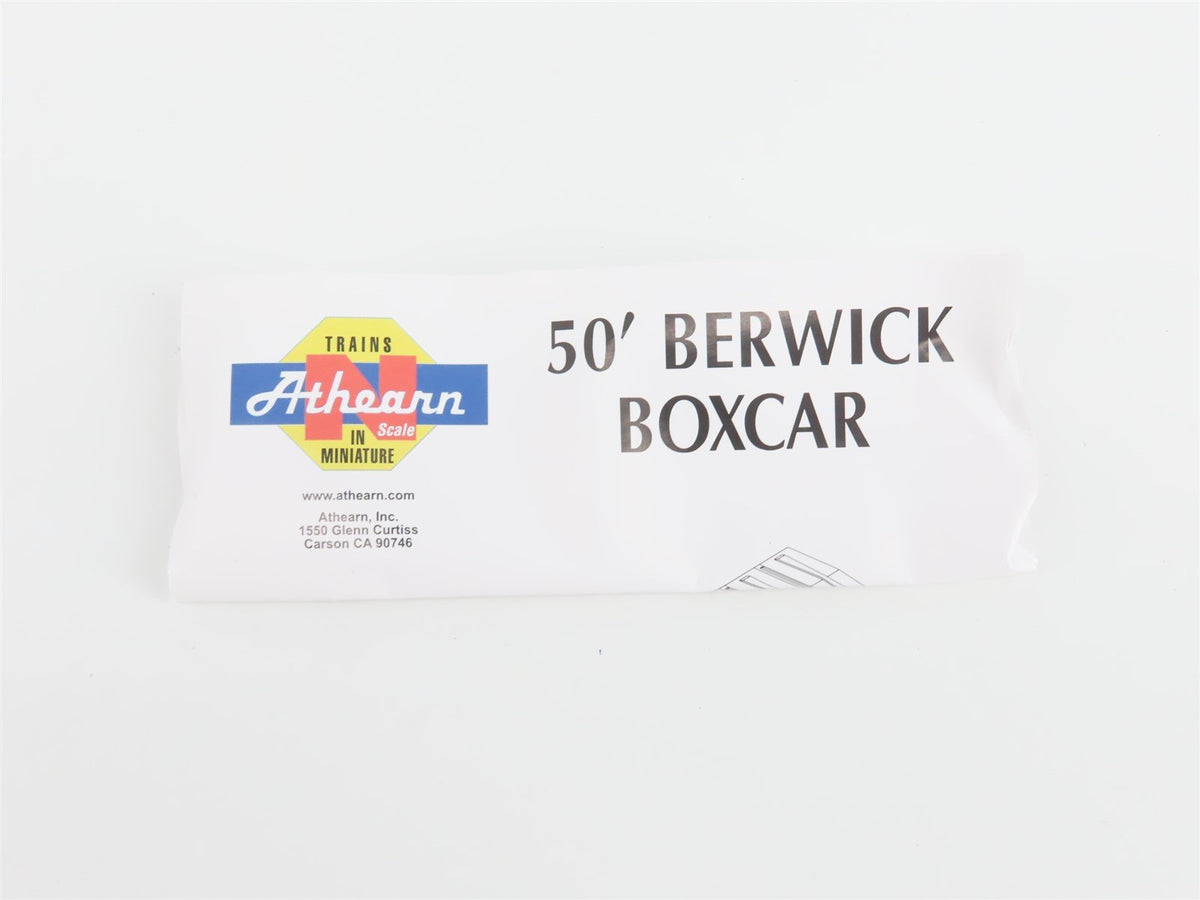 TRAINS
N
Athearn
Scale
IN
MINIATURE
www.athearn.com
Athearn, Inc.
1550 Glenn Curtiss
Carson CA 90746
50' BERWICK
BOXCAR